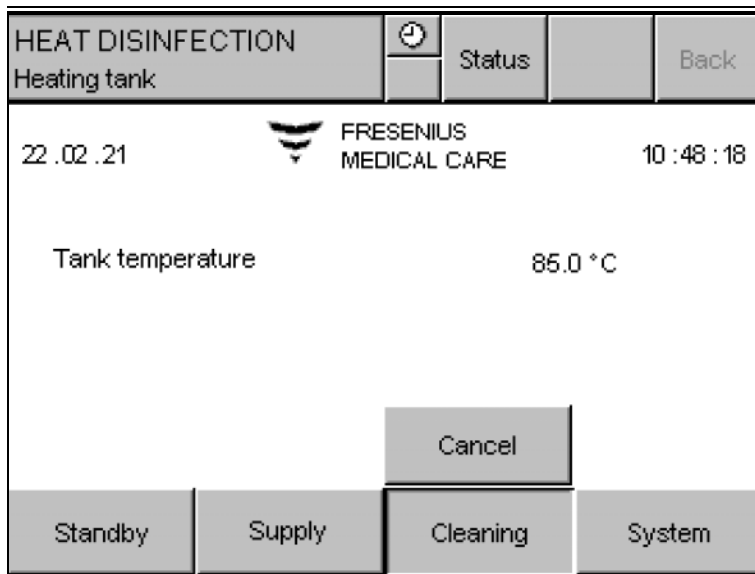 HEAT DISINFECTION
Heating tank
Status
Back
22.02.21
FRESENIUS
MEDICAL CARE
10:48:18
Tank temperature 85.0 °C
Cancel
Standby
Supply
Cleaning
System